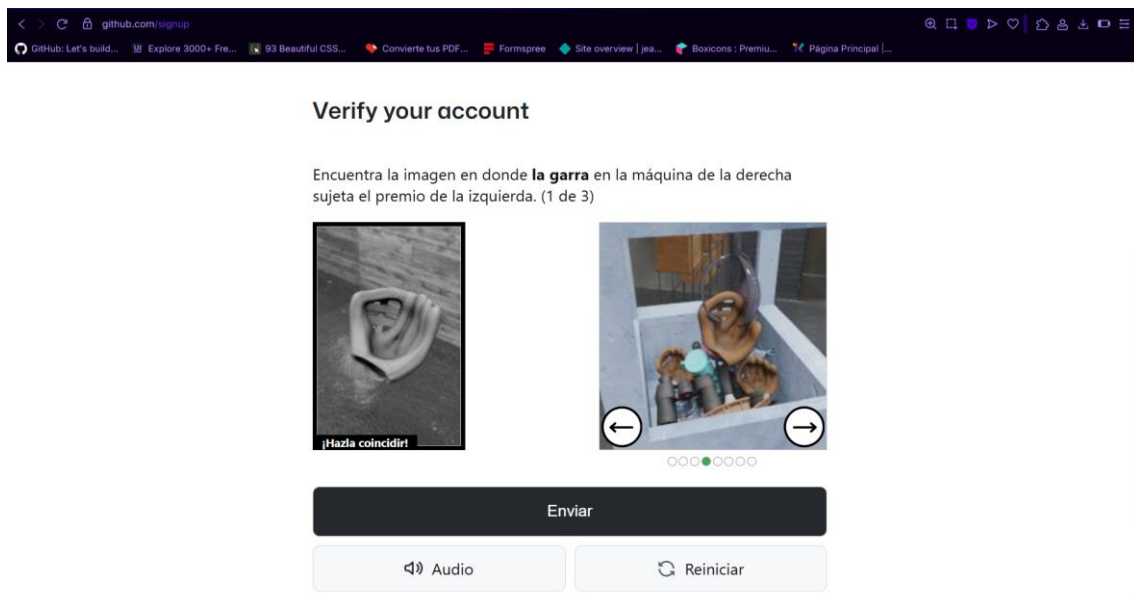 github.com/signup
GitHub: Let's build... Explore 3000+ Fre... 93 Beautiful CSS... Convierte tus PDF... Formspree Site overview | jea... Boxicons : Premiu... Página Principal |...
Verify your account
Encuentra la imagen en donde la garra en la máquina de la derecha
sujeta el premio de la izquierda. (1 de 3)
¡Hazla coincidir!
Enviar
Audio
Reiniciar